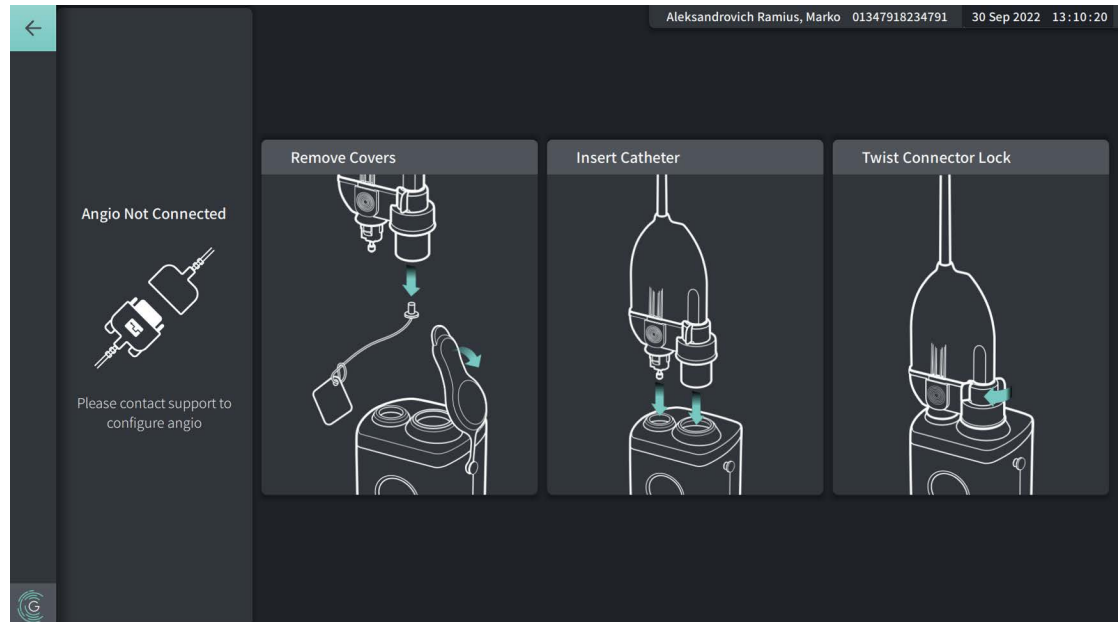 Aleksandrovich Ramius, Marko 01347918234791 30 Sep 2022 13:10:20
Angio Not Connected
Please contact support to
configure angio
Remove Covers
Insert Catheter
Twist Connector Lock
G